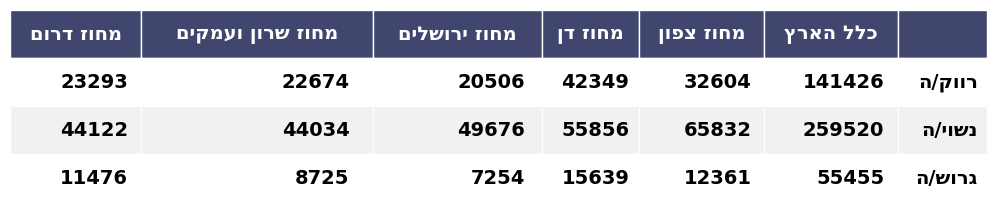 כלל הארץ מחוז צפון מחוז דן מחוז ירושלים מחוז שרון ועמקים מחוז דרום
רווק/ה 141426 32604 42349 20506 22674 23293
נשוי/ה 259520 65832 55856 49676 44034 44122
גרוש/ה 55455 12361 15639 7254 8725 11476